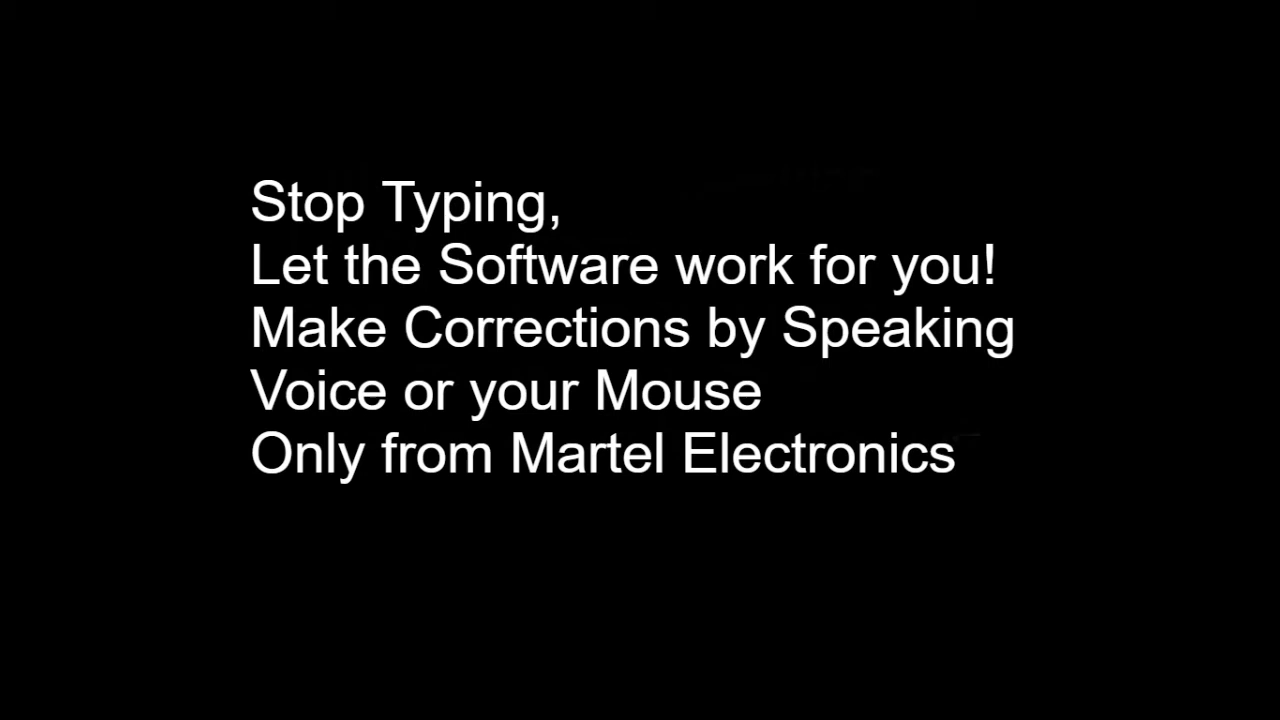 Stop Typing,
Let the Software work for you!
Make Corrections by Speaking
Voice or your Mouse
Only from Martel Electronics